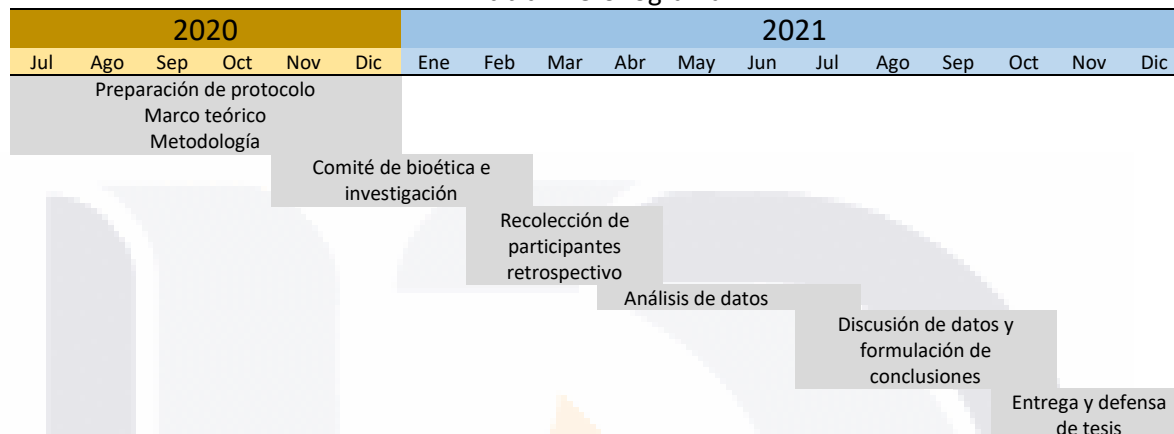 2020 2021
Jul Ago Sep Oct Nov Dic Ene Feb Mar Abr May Jun Jul Ago Sep Oct Nov Dic
Preparación de protocolo
Marco teórico
Metodología
Comité de bioética e
investigación
Recolección de
participantes
retrospectivo
Análisis de datos
Discusión de datos y
formulación de
conclusiones
Entrega y defensa
de tesis